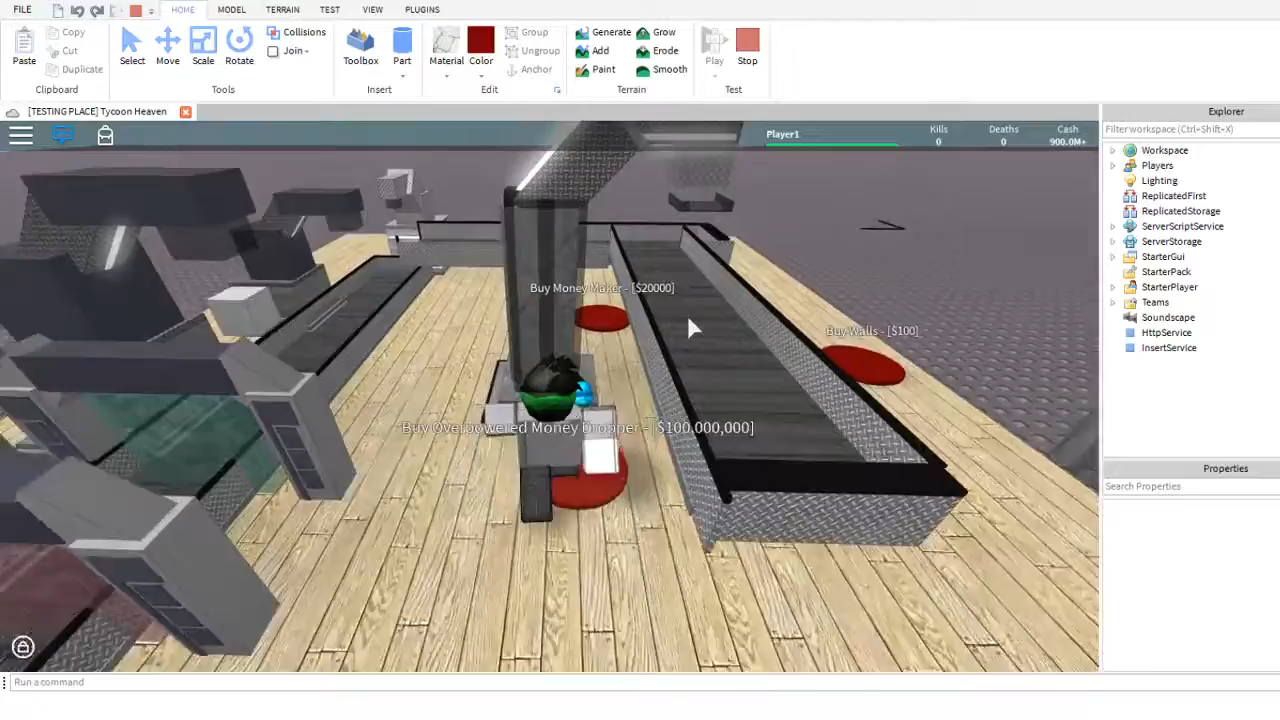 FILE HOME MODEL TERRAIN TEST VIEW PLUGINS
Copy
Cut
Duplicate
Paste
Clipboard
Select Move Scale Rotate
Collisions
Join
Tools
Toolbox Part
Insert
Material Color
Group
Ungroup
Anchor
Edit
Generate Grow
Add Erode
Paint Smooth
Terrain
Play Stop
Test
[TESTING PLACE] Tycoon Heaven
Player1
Kills Deaths Cash
0 0 900.0M+
Buy Money Maker - [$20000]
Buy Walls - [$100]
Buy Overpowered Money Dropper - [$100,000,000]
Explorer
Filter workspace (Ctrl+Shift+X)
Workspace
Players
Lighting
ReplicatedFirst
ReplicatedStorage
ServerScriptService
ServerStorage
StarterGui
StarterPack
StarterPlayer
Teams
Soundscape
HttpService
InsertService
Properties
Search Properties
Run a command